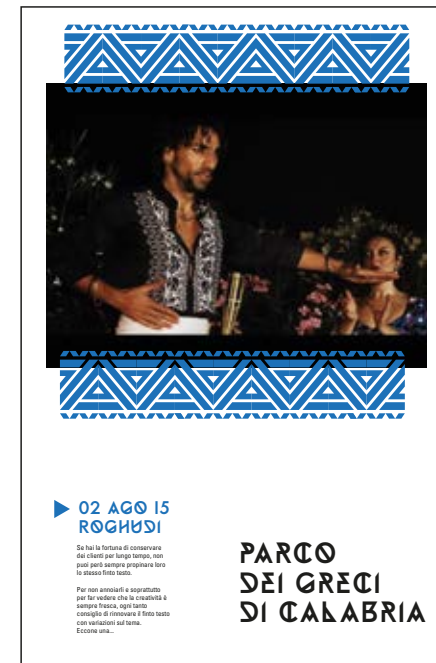 02 AGO 15
ROGHUDI
Se hai la fortuna di conservare
dei clienti per lungo tempo, non
puoi però sempre propinare loro
lo stesso finto testo.
Per non annoiarli e soprattutto
per far vedere che la creatività è
sempre fresca, ogni tanto
consiglio di rinnovare il finto testo
con variazioni sul tema.
Eccone una...
PARCO
DEI GRECI
DI CALABRIA